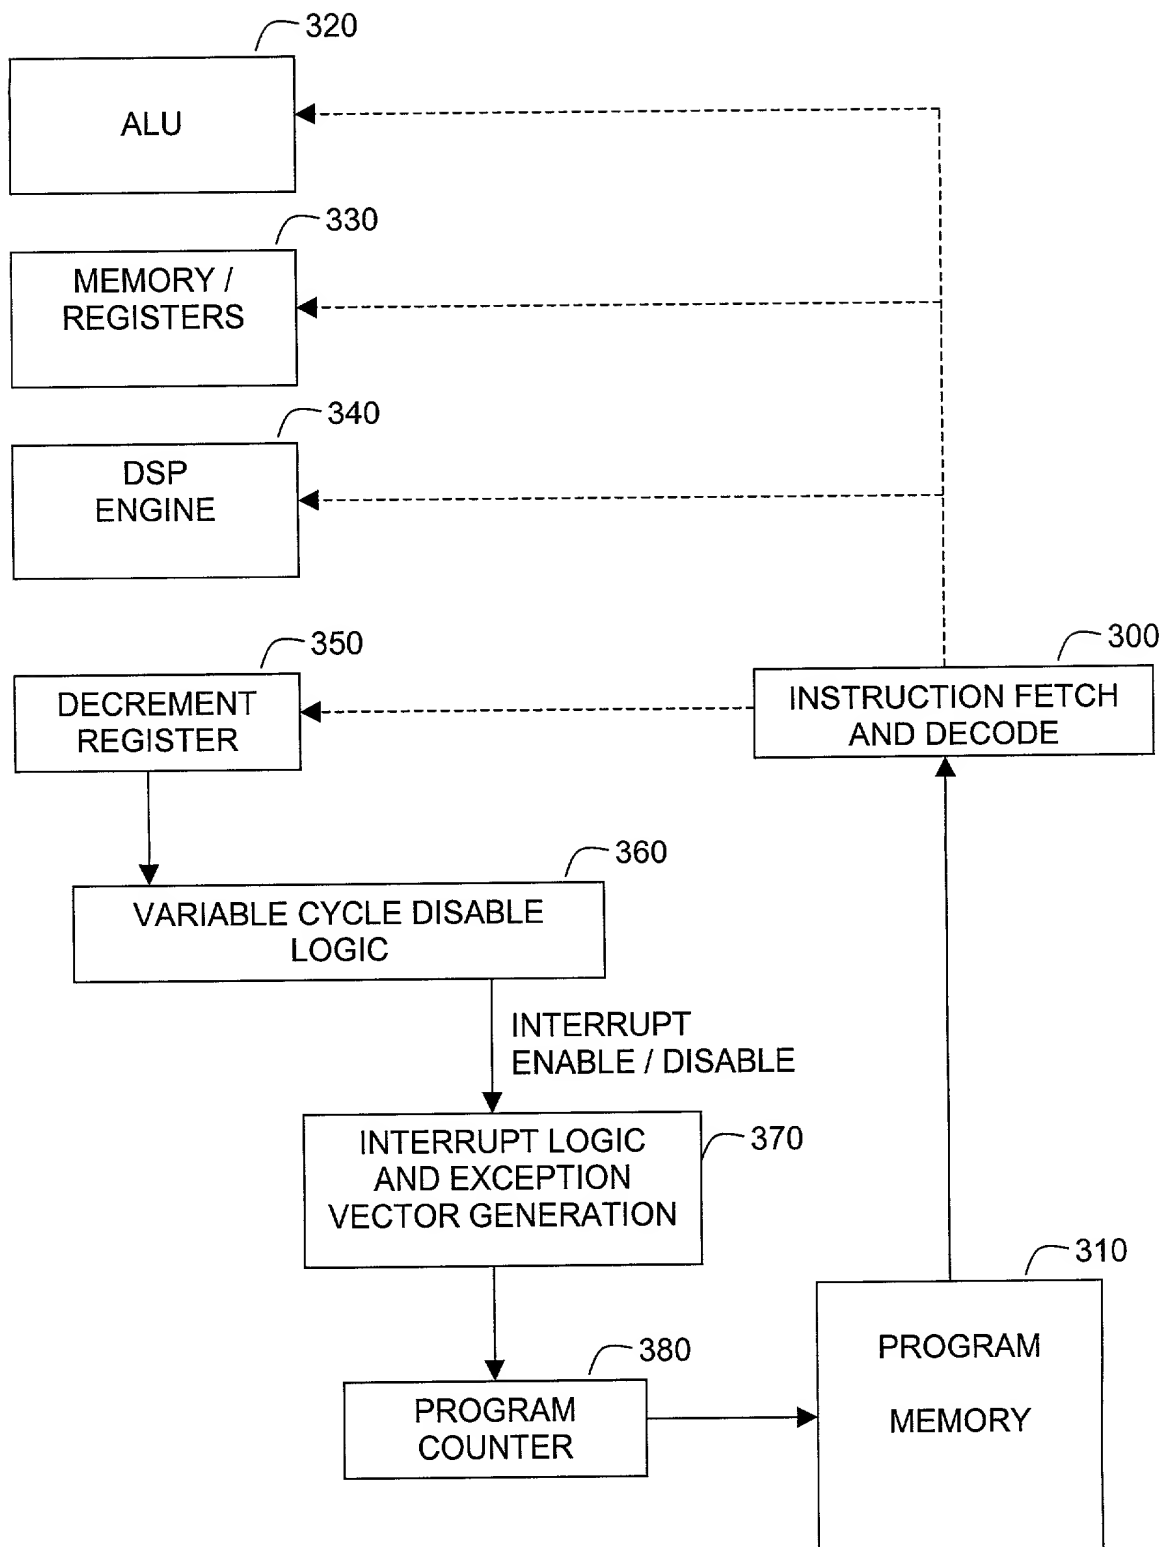 320
ALU
330
MEMORY /
REGISTERS
340
DSP
ENGINE
350
DECREMENT
REGISTER
300
INSTRUCTION FETCH
AND DECODE
360
VARIABLE CYCLE DISABLE
LOGIC
INTERRUPT
ENABLE / DISABLE
370
INTERRUPT LOGIC
AND EXCEPTION
VECTOR GENERATION
310
PROGRAM
MEMORY
380
PROGRAM
COUNTER